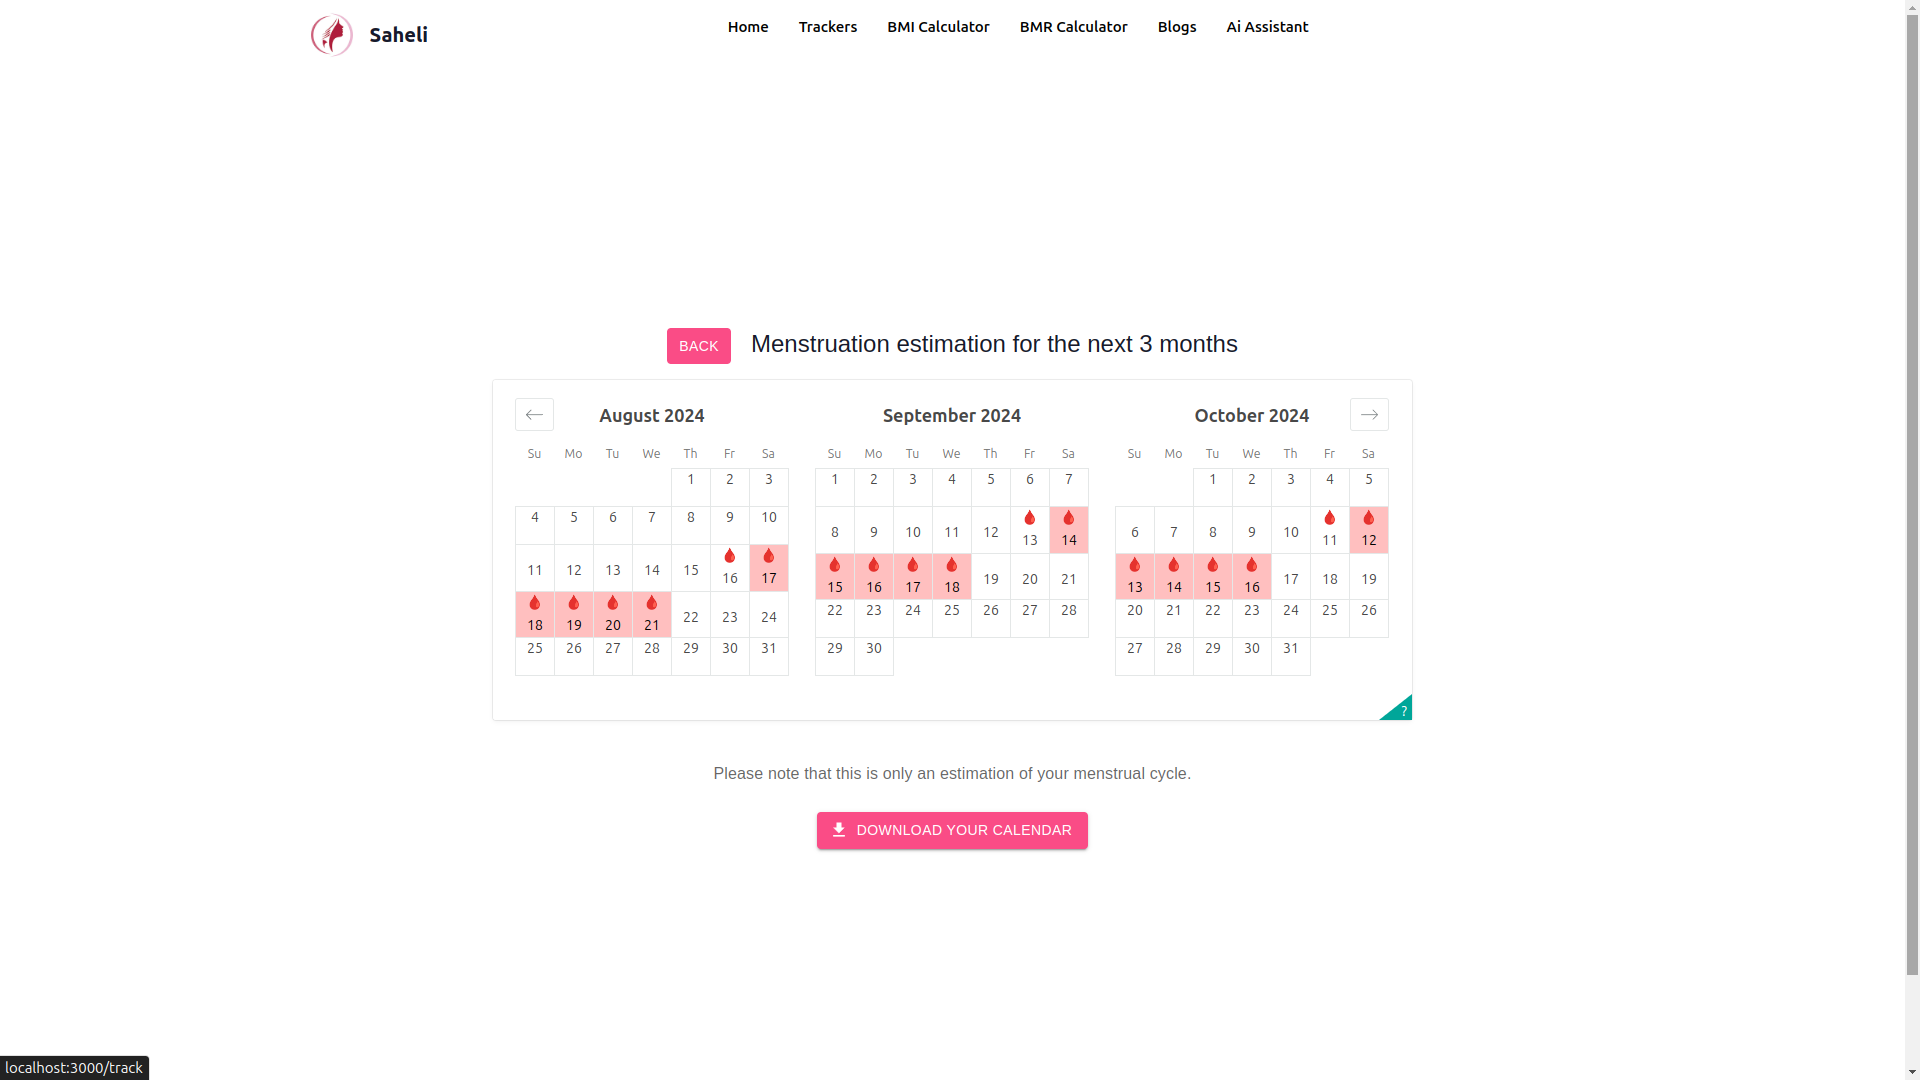 Saheli
Home Trackers BMI Calculator BMR Calculator Blogs Ai Assistant
BACK Menstruation estimation for the next 3 months
August 2024
Su Mo Tu We Th Fr Sa
1 2 3
4 5 6 7 8 9 10
11 12 13 14 15 16 17
18 19 20 21 22 23 24
25 26 27 28 29 30 31
September 2024
Su Mo Tu We Th Fr Sa
1 2 3 4 5 6 7
8 9 10 11 12 13 14
15 16 17 18 19 20 21
22 23 24 25 26 27 28
29 30
October 2024
Su Mo Tu We Th Fr Sa
1 2 3 4 5
6 7 8 9 10 11 12
13 14 15 16 17 18 19
20 21 22 23 24 25 26
27 28 29 30 31
?
Please note that this is only an estimation of your menstrual cycle.
DOWNLOAD YOUR CALENDAR
localhost:3000/track